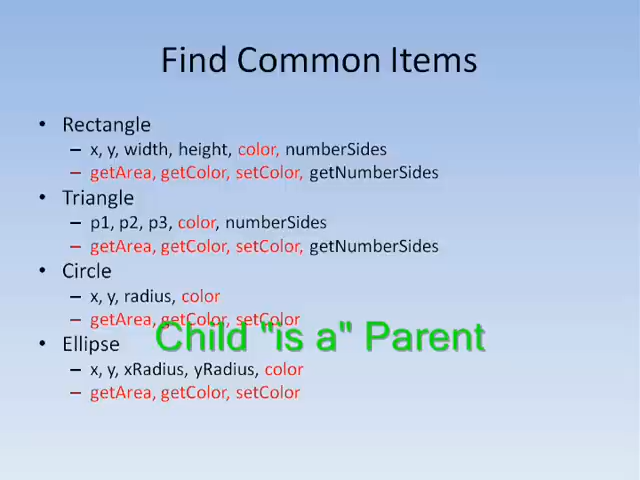 Find Common Items
• Rectangle
– x, y, width, height, color, numberSides
– getArea, getColor, setColor, getNumberSides
• Triangle
– p1, p2, p3, color, numberSides
– getArea, getColor, setColor, getNumberSides
• Circle
– x, y, radius, color
– getArea, getColor, setColor
Child "is a" Parent
• Ellipse
– x, y, xRadius, yRadius, color
– getArea, getColor, setColor